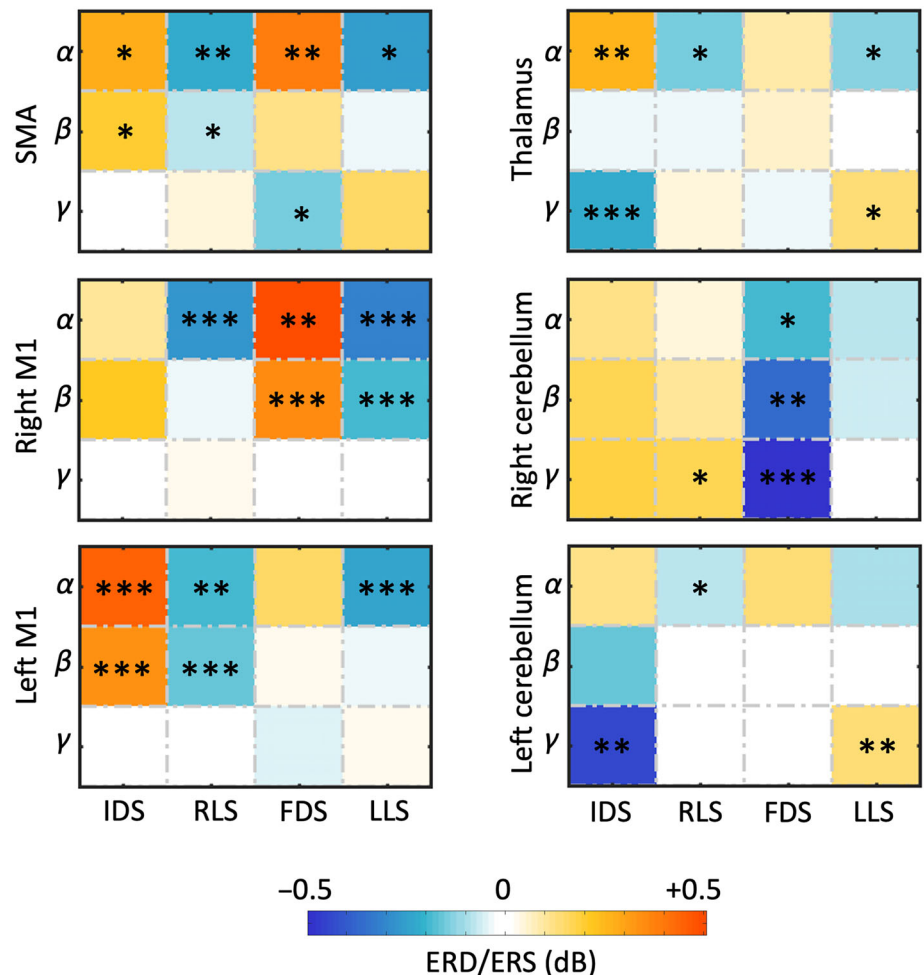 SMA
α * ** ** *
β * *
γ *
Thalamus
α ** * *
β
γ *** *
Right M1
α *** ** ***
β *** ***
γ
Right cerebellum
α *
β **
γ * ***
Left M1
α *** ** ***
β *** ***
γ
Left cerebellum
α *
β
γ ** **
IDS RLS FDS LLS
IDS RLS FDS LLS
−0.5 0 +0.5
ERD/ERS (dB)